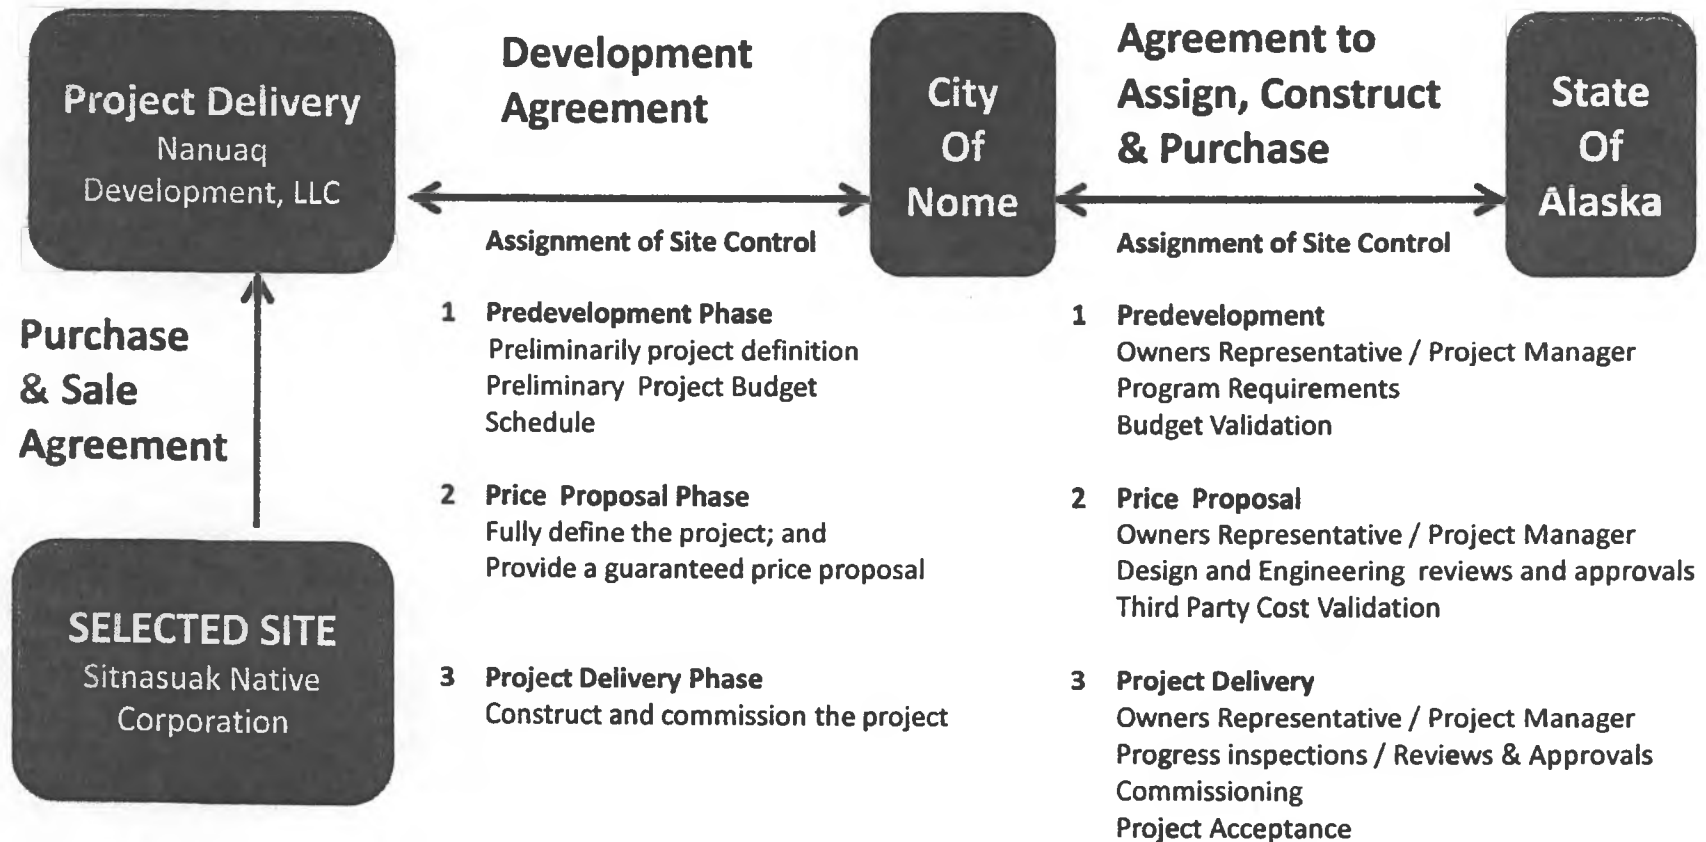 Project Delivery
Nanuaq
Development, LLC
Purchase
& Sale
Agreement
SELECTED SITE
Sitnasuak Native
Corporation
Development
Agreement
Assignment of Site Control
1 Predevelopment Phase
Preliminarily project definition
Preliminary Project Budget
Schedule
2 Price Proposal Phase
Fully define the project; and
Provide a guaranteed price proposal
3 Project Delivery Phase
Construct and commission the project
City
Of
Nome
Agreement to
Assign, Construct
& Purchase
Assignment of Site Control
1 Predevelopment
Owners Representative / Project Manager
Program Requirements
Budget Validation
2 Price Proposal
Owners Representative / Project Manager
Design and Engineering reviews and approvals
Third Party Cost Validation
3 Project Delivery
Owners Representative / Project Manager
Progress inspections / Reviews & Approvals
Commissioning
Project Acceptance
State
Of
Alaska